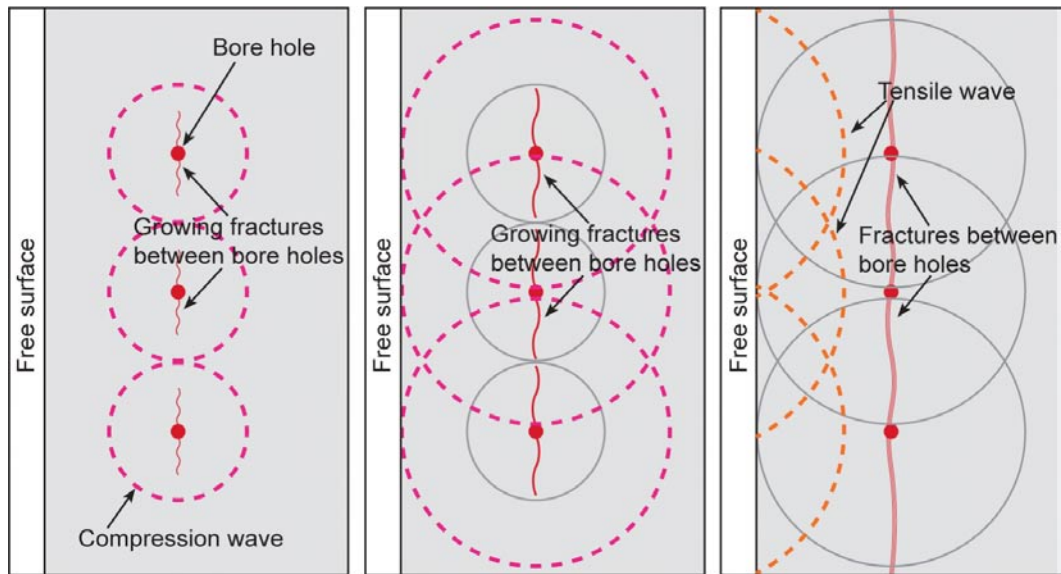 Free surface
Bore hole
Growing fractures
between bore holes
Compression wave
Free surface
Growing fractures
between bore holes
Free surface
Tensile wave
Fractures between
bore holes